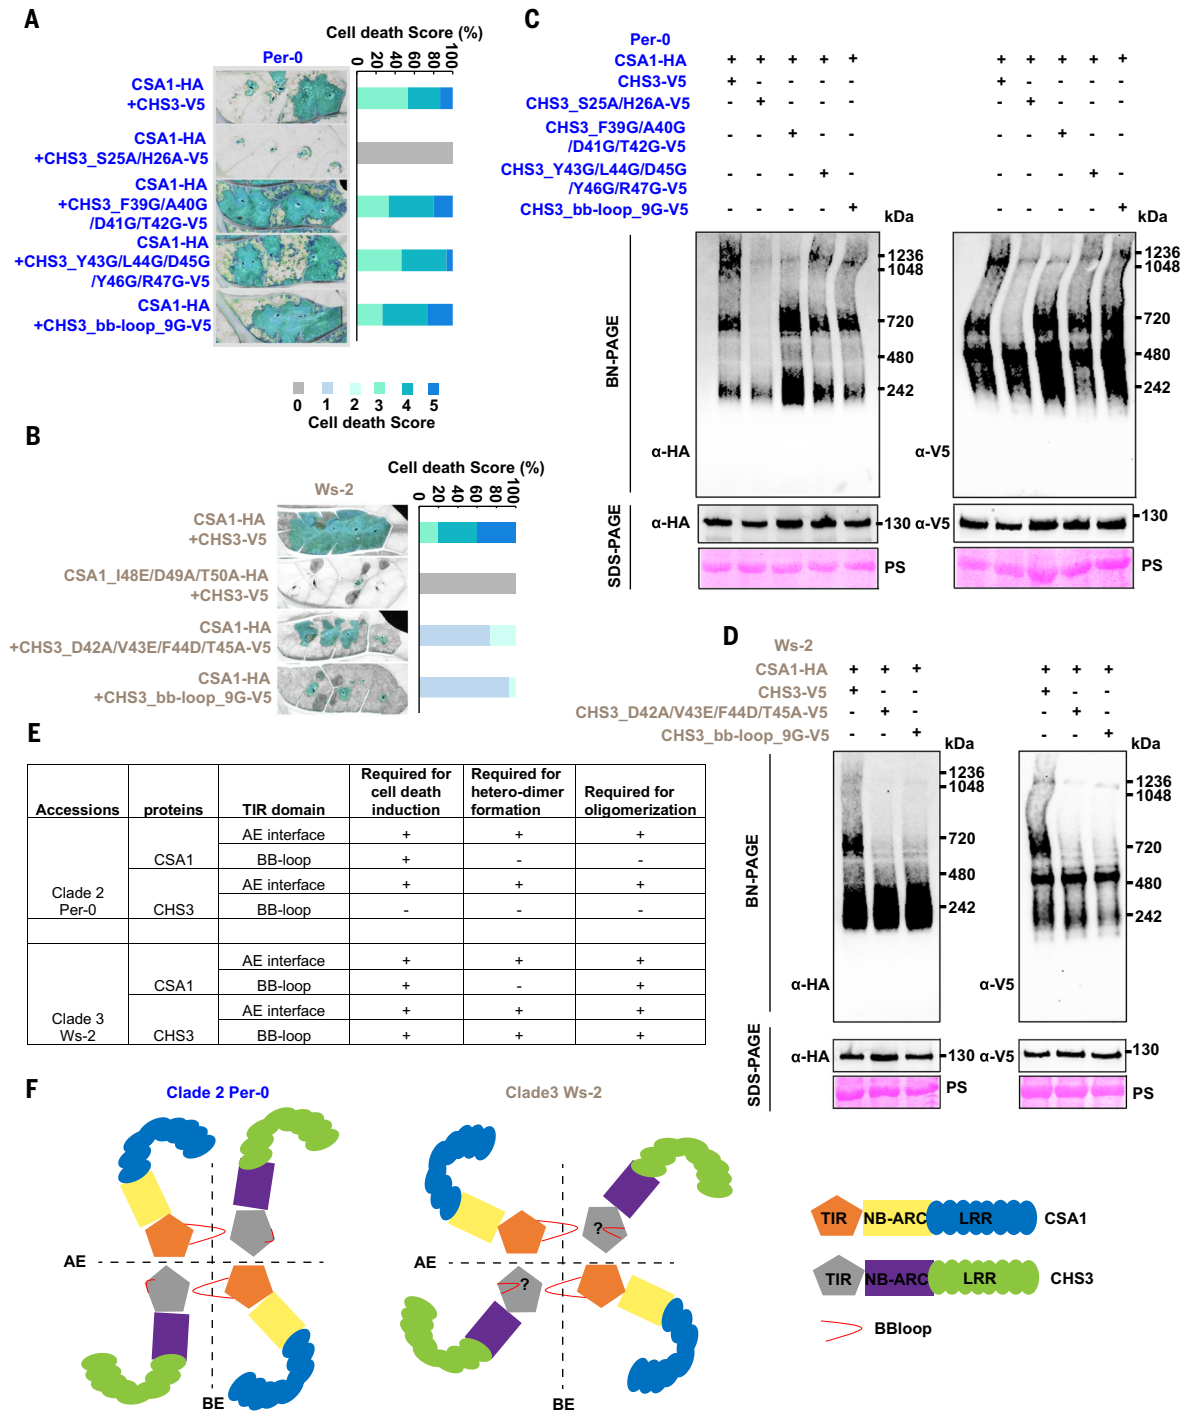 A
Cell death Score (%)
Per-0
0 20 40 60 80 100
CSA1-HA
+CHS3-V5
CSA1-HA
+CHS3_S25A/H26A-V5
CSA1-HA
+CHS3_F39G/A40G
/D41G/T42G-V5
CSA1-HA
+CHS3_Y43G/L44G/D45G
/Y46G/R47G-V5
CSA1-HA
+CHS3_bb-loop_9G-V5
0 1 2 3 4 5
Cell death Score
B
Cell death Score (%)
Ws-2
0 20 40 60 80 100
CSA1-HA
+CHS3-V5
CSA1_I48E/D49A/T50A-HA
+CHS3-V5
CSA1-HA
+CHS3_D42A/V43E/F44D/T45A-V5
CSA1-HA
+CHS3_bb-loop_9G-V5
C
Per-0
CSA1-HA + + + + + + + + + +
CHS3-V5 + - - - - + - - - -
CHS3_S25A/H26A-V5 - + - - - - + - - -
CHS3_F39G/A40G
/D41G/T42G-V5 - - + - - - - + - -
CHS3_Y43G/L44G/D45G
/Y46G/R47G-V5 - - - + - - - - + -
CHS3_bb-loop_9G-V5 - - - - + - - - - +
kDa kDa
1236 1236
1048 1048
720 720
480 480
242 242
BN-PAGE
α-HA α-V5
SDS-PAGE
α-HA 130 α-V5 130
PS PS
D
Ws-2
CSA1-HA + + + + + +
CHS3-V5 + - - + - -
CHS3_D42A/V43E/F44D/T45A-V5 - + - - + -
CHS3_bb-loop_9G-V5 - - + - - +
kDa kDa
1236 1236
1048 1048
720 720
480 480
242 242
BN-PAGE
α-HA α-V5
SDS-PAGE
α-HA 130 α-V5 130
PS PS
E
Accessions proteins TIR domain Required for cell death induction Required for hetero-dimer formation Required for oligomerization
Clade 2 Per-0 CSA1 AE interface + + +
BB-loop + - -
CHS3 AE interface + + +
BB-loop - - -
Clade 3 Ws-2 CSA1 AE interface + + +
BB-loop + - +
CHS3 AE interface + + +
BB-loop + + +
F
Clade 2 Per-0
Clade3 Ws-2
AE
BE
AE
?
?
BE
TIR NB-ARC LRR CSA1
TIR NB-ARC LRR CHS3
BBloop